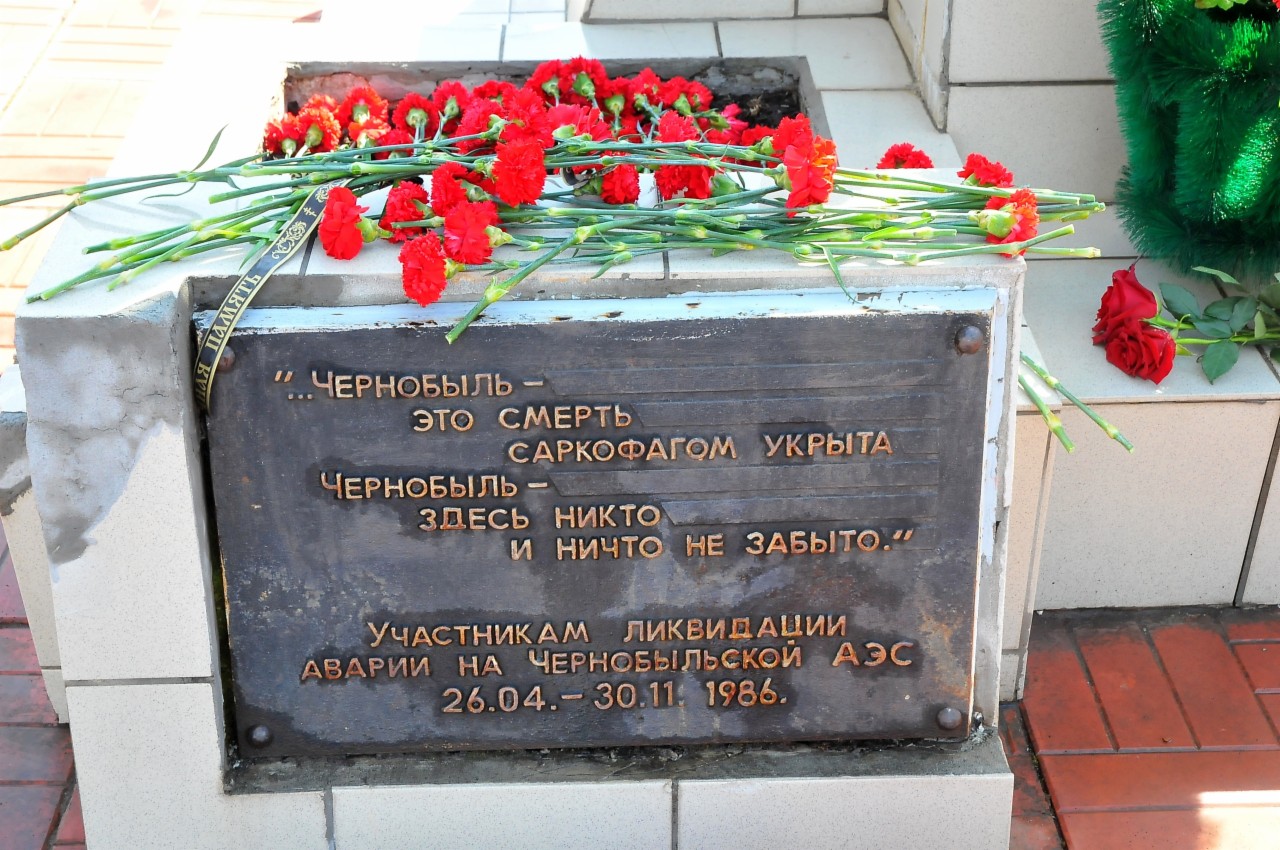 "...Чернобыль –
это смерть
саркофагом укрыта
Чернобыль –
здесь никто
и ничто не забыто."
Участникам ликвидации
аварии на Чернобыльской АЭС
26.04. – 30.11. 1986.
ПАМЯТЬ